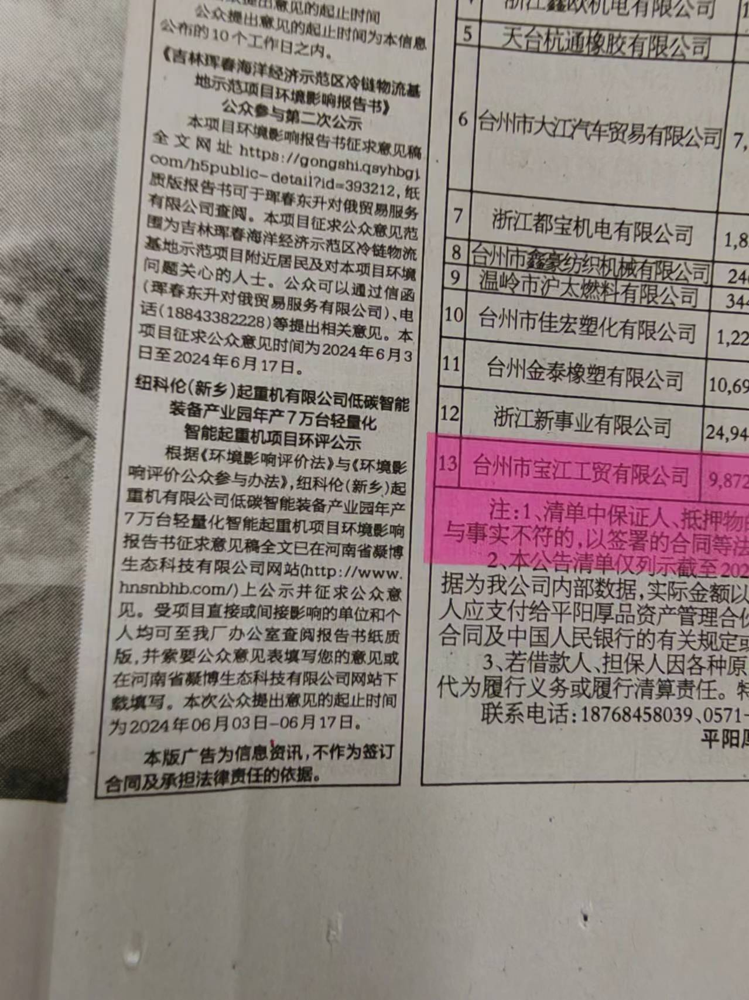 公众提出意见的起止时间为本信息
公布的10个工作日之内。
《吉林珲春海洋经济示范区冷链物流基
地示范项目环境影响报告书》
公众参与第二次公示
本项目环境影响报告书征求意见稿
全文网址https://gongshi.qsyhbgj.
com/h5public-detail?id=393212,纸
质版报告书可于珲春东升对俄贸易服务
有限公司查阅。本项目征求公众意见范
围为吉林珲春海洋经济示范区冷链物流
基地示范项目附近居民及对本项目环境
问题关心的人士。公众可以通过信函
(珲春东升对俄贸易服务有限公司)、电
话(18843382228)等提出相关意见。本
项目征求公众意见时间为2024年6月3
日至2024年6月17日。
纽科伦(新乡)起重机有限公司低碳智能
装备产业园年产7万台轻量化
智能起重机项目环评公示
根据《环境影响评价法》与《环境影
响评价公众参与办法》,纽科伦(新乡)起
重机有限公司低碳智能装备产业园年产
7万台轻量化智能起重机项目环境影响
报告书征求意见稿全文已在河南省凝博
生态科技有限公司网站(http://www.
hnsnbhb.com/)上公示并征求公众意
见。受项目直接或间接影响的单位和个
人均可至我厂办公室查阅报告书纸质
版,并索要公众意见表填写您的意见或
在河南省凝博生态科技有限公司网站下
载填写。本次公众提出意见的起止时间
为2024年06月03日-06月17日。
本版广告为信息资讯,不作为签订
合同及承担法律责任的依据。
浙江鑫欧机电有限公司
5 天台杭通橡胶有限公司
6 台州市大江汽车贸易有限公司 7,
7 浙江都宝机电有限公司 1,8
8 台州市鑫豪纺织机械有限公司 24
9 温岭市沪太燃料有限公司 344
10 台州市佳宏塑化有限公司 1,22
11 台州金泰橡塑有限公司 10,69
12 浙江新事业有限公司 24,94
13 台州市宝江工贸有限公司 9,872
注:1、清单中保证人、抵押物
与事实不符的,以签署的合同等法
2、本公告清单仅列示截至202
据为我公司内部数据,实际金额以
人应支付给平阳厚品资产管理合伙
合同及中国人民银行的有关规定或
3、若借款人、担保人因各种原
代为履行义务或履行清算责任。特
联系电话:18768458039、0571-
平阳厚